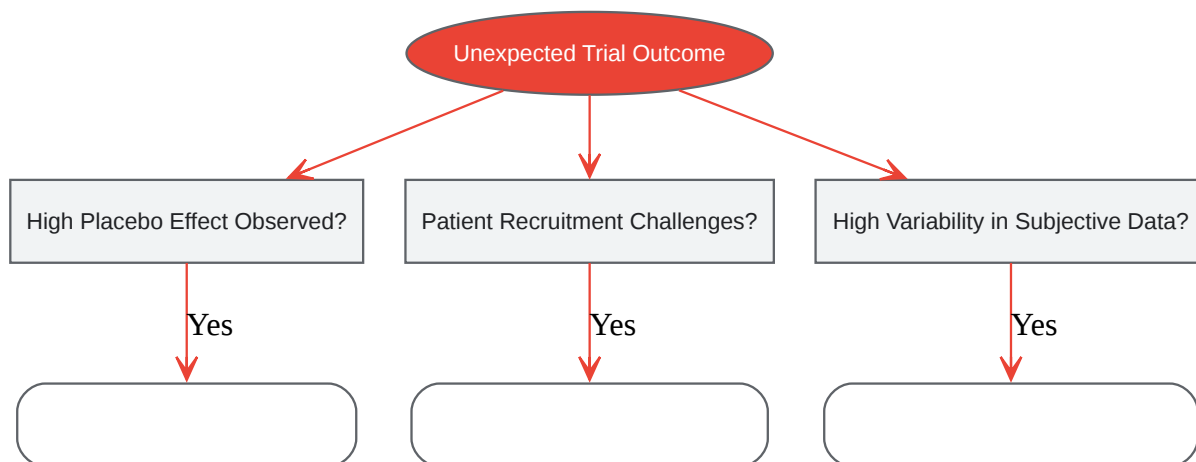 Unexpected Trial Outcome
High Placebo Effect Observed?
Patient Recruitment Challenges?
High Variability in Subjective Data?
Yes
Yes
Yes